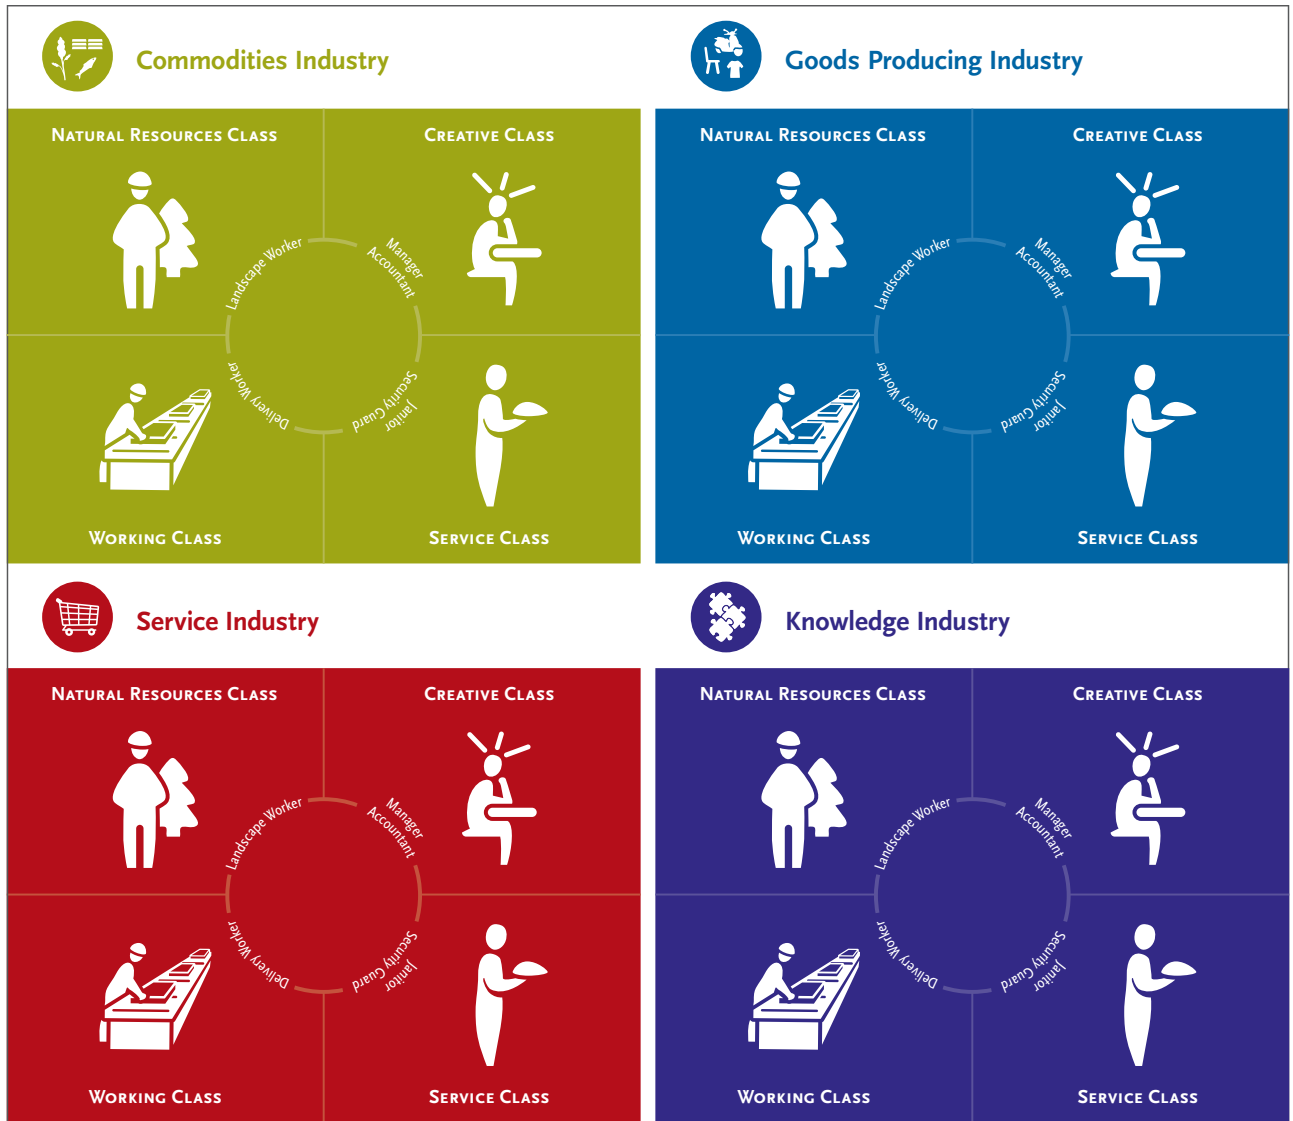 Commodities Industry
Natural Resources Class
Creative Class
Landscape Worker
Manager
Accountant
Delivery Worker
Security Guard
Janitor
Working Class
Service Class
Goods Producing Industry
Natural Resources Class
Creative Class
Landscape Worker
Manager
Accountant
Delivery Worker
Security Guard
Janitor
Working Class
Service Class
Service Industry
Natural Resources Class
Creative Class
Landscape Worker
Manager
Accountant
Delivery Worker
Security Guard
Janitor
Working Class
Service Class
Knowledge Industry
Natural Resources Class
Creative Class
Landscape Worker
Manager
Accountant
Delivery Worker
Security Guard
Janitor
Working Class
Service Class